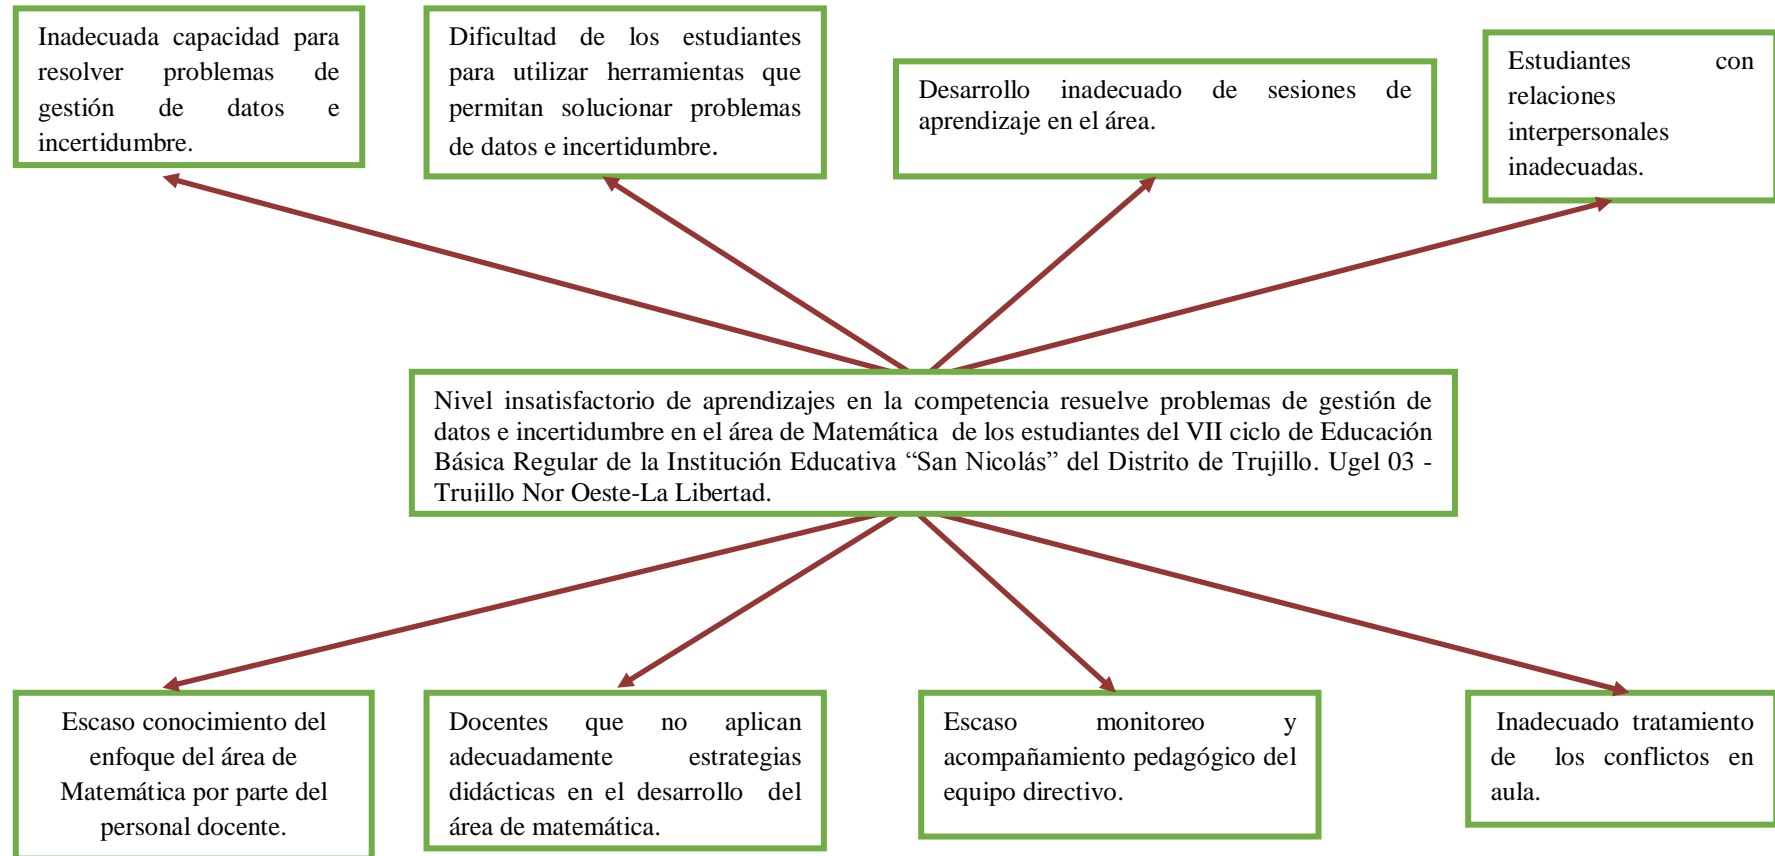 Inadecuada capacidad para
resolver problemas de
gestión de datos e
incertidumbre.
Dificultad de los estudiantes
para utilizar herramientas que
permitan solucionar problemas
de datos e incertidumbre.
Desarrollo inadecuado de sesiones de
aprendizaje en el área.
Estudiantes con
relaciones
interpersonales
inadecuadas.
Nivel insatisfactorio de aprendizajes en la competencia resuelve problemas de gestión de
datos e incertidumbre en el área de Matemática de los estudiantes del VII ciclo de Educación
Básica Regular de la Institución Educativa “San Nicolás” del Distrito de Trujillo. Ugel 03 -
Trujillo Nor Oeste-La Libertad.
Escaso conocimiento del
enfoque del área de
Matemática por parte del
personal docente.
Docentes que no aplican
adecuadamente estrategias
didácticas en el desarrollo del
área de matemática.
Escaso monitoreo y
acompañamiento pedagógico del
equipo directivo.
Inadecuado tratamiento
de los conflictos en
aula.